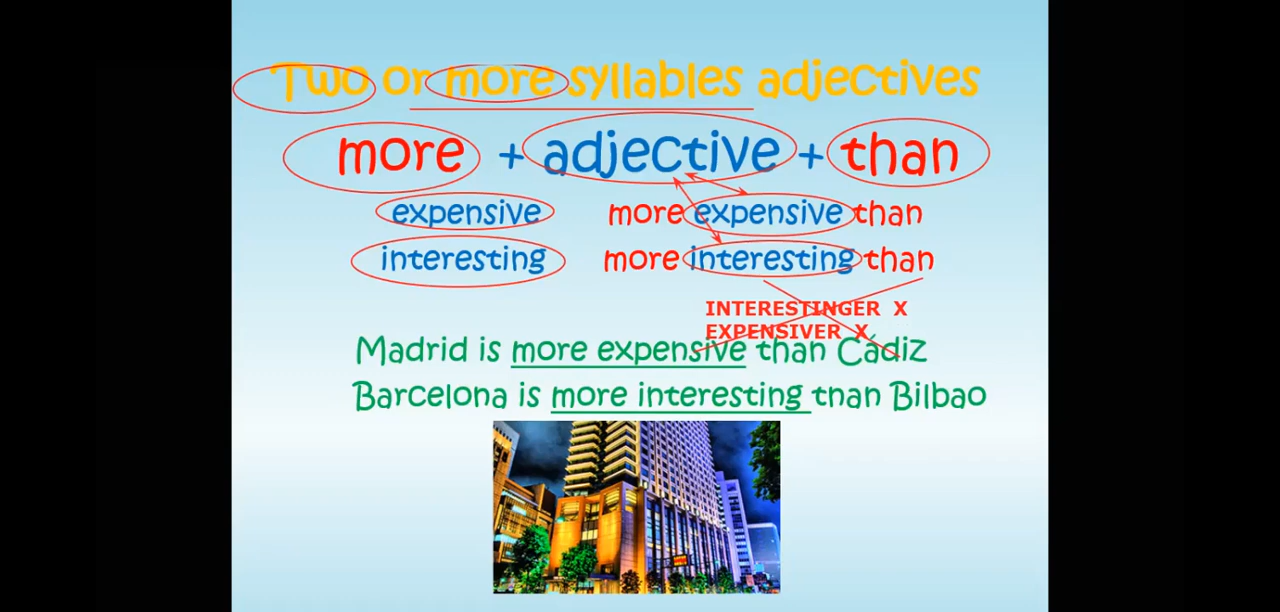 Two or more syllables adjectives
more + adjective + than
expensive more expensive than
interesting more interesting than
INTERESTINGER X
EXPENSIVER X
Madrid is more expensive than Cádiz
Barcelona is more interesting than Bilbao